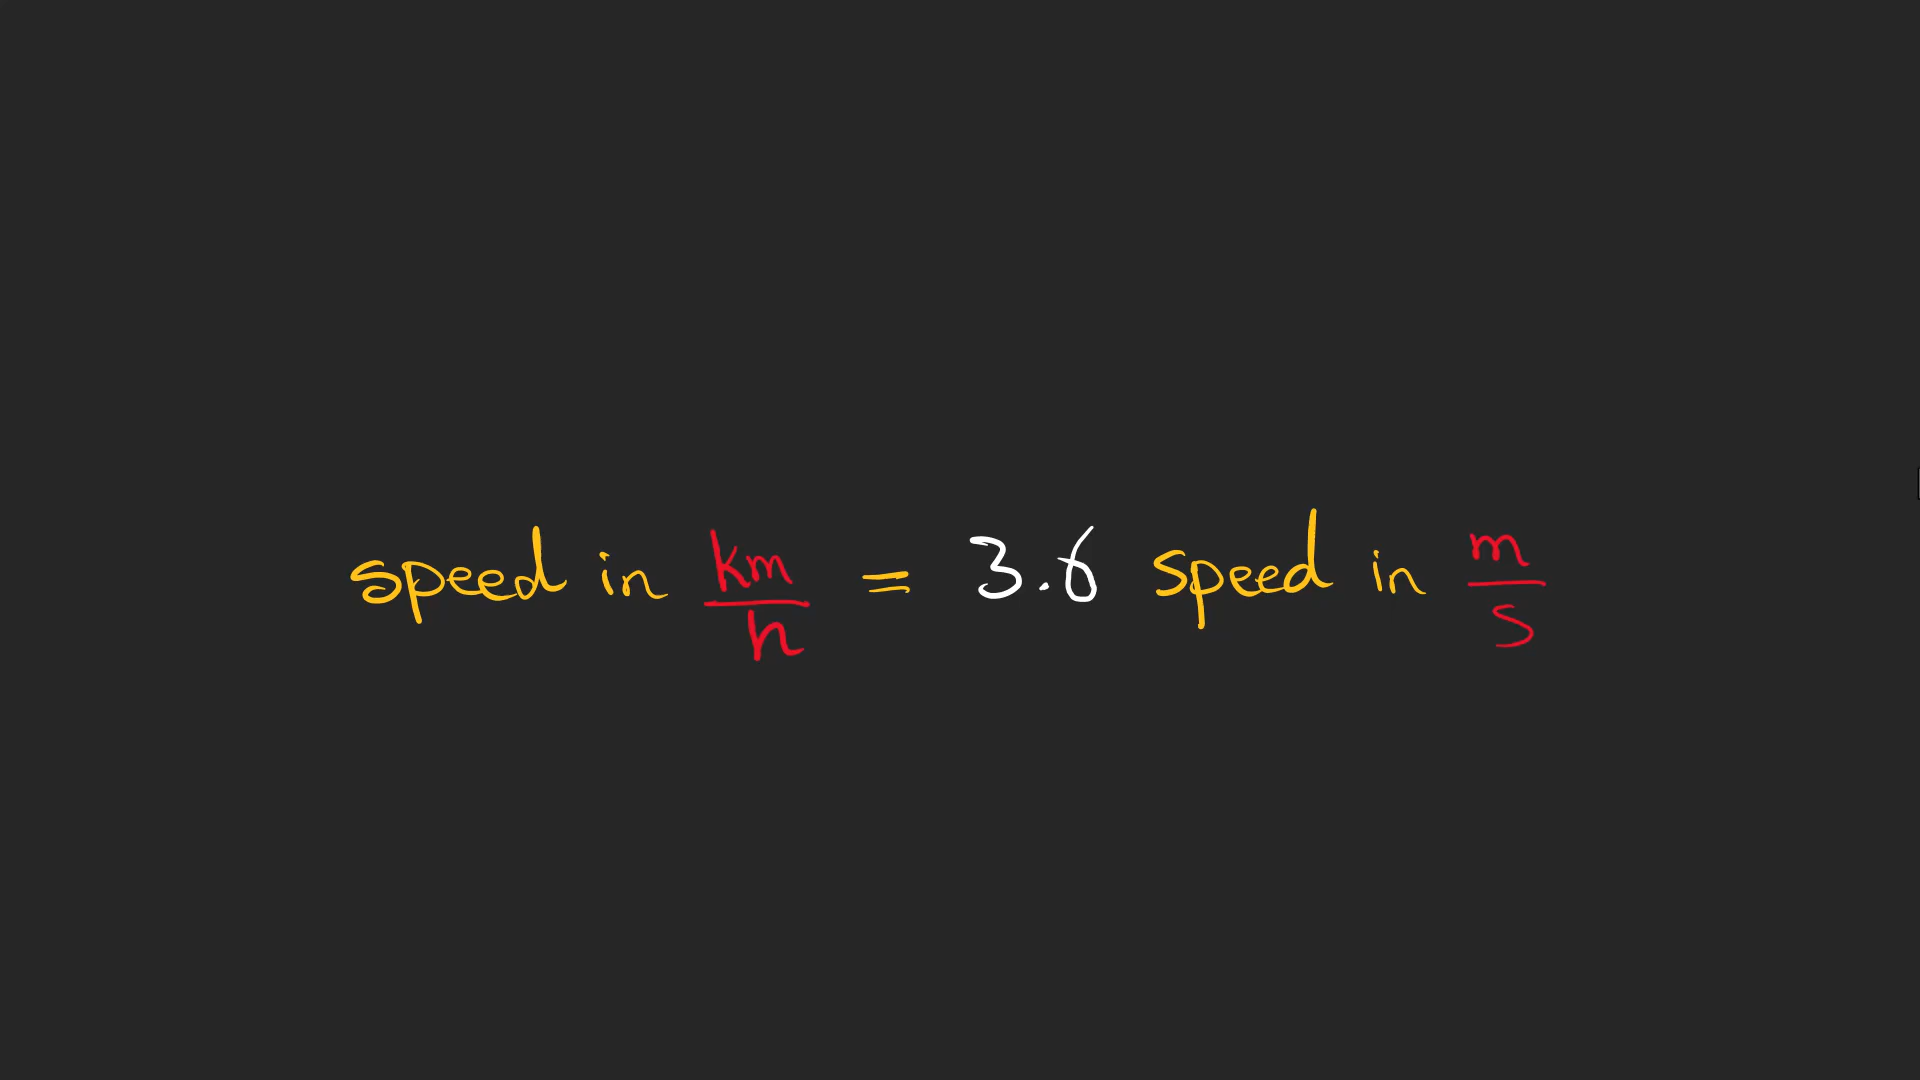 speed in km/h = 3.6 speed in m/s